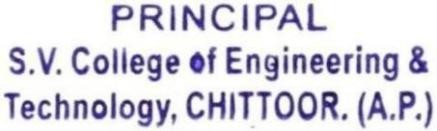 PRINCIPAL
S.V. College of Engineering &
Technology, CHITTOOR. (A.P.)